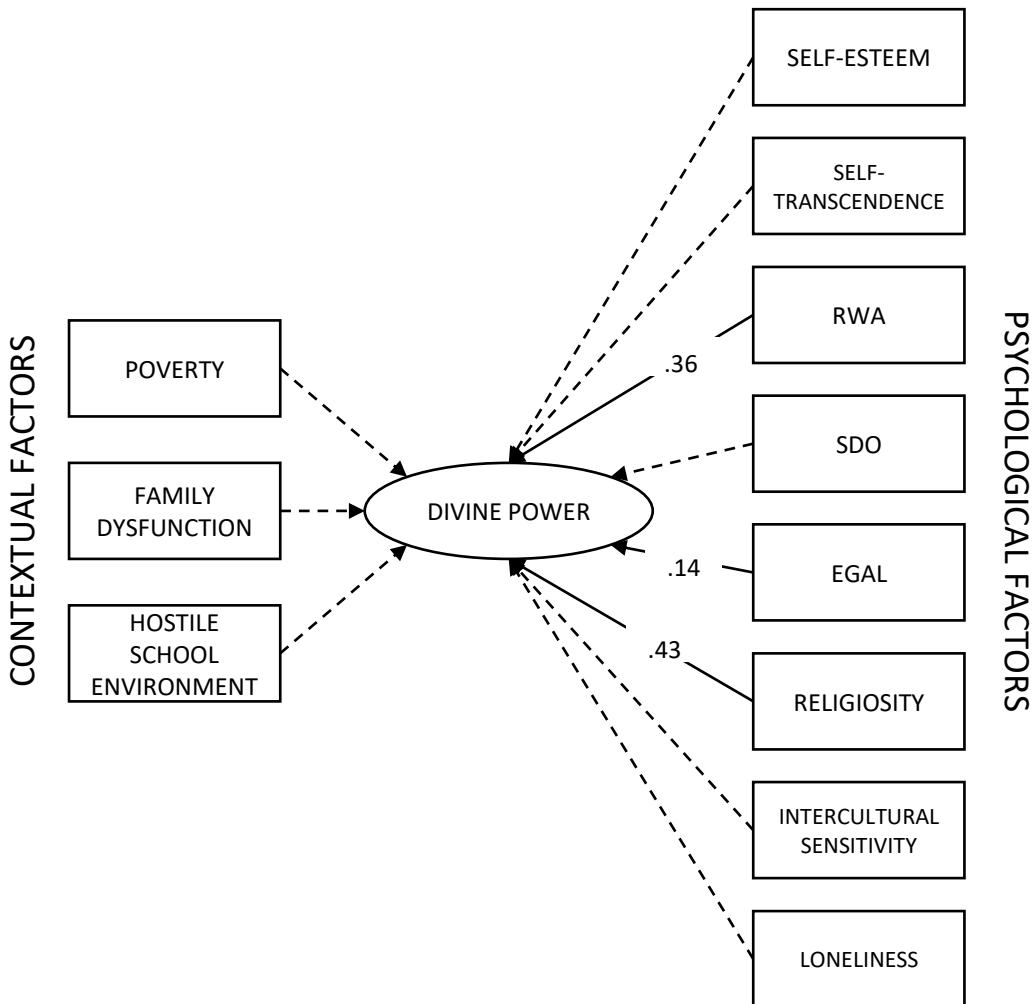 CONTEXTUAL FACTORS
POVERTY
FAMILY
DYSFUNCTION
HOSTILE
SCHOOL
ENVIRONMENT
DIVINE POWER
.36
.14
.43
SELF-ESTEEM
SELF-
TRANSCENDENCE
RWA
SDO
EGAL
RELIGIOSITY
INTERCULTURAL
SENSITIVITY
LONELINESS
PSYCHOLOGICAL FACTORS